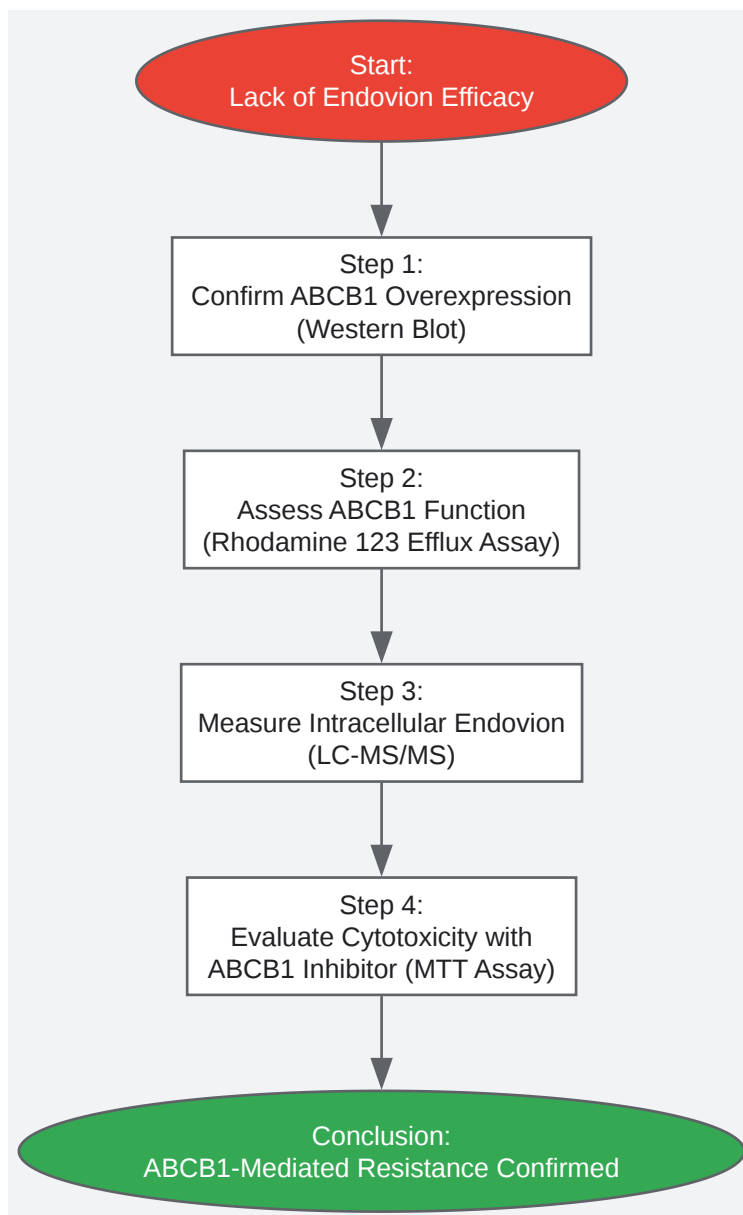 Start:
Lack of Endovion Efficacy
Step 1:
Confirm ABCB1 Overexpression
(Western Blot)
Step 2:
Assess ABCB1 Function
(Rhodamine 123 Efflux Assay)
Step 3:
Measure Intracellular Endovion
(LC-MS/MS)
Step 4:
Evaluate Cytotoxicity with
ABCB1 Inhibitor (MTT Assay)
Conclusion:
ABCB1-Mediated Resistance Confirmed